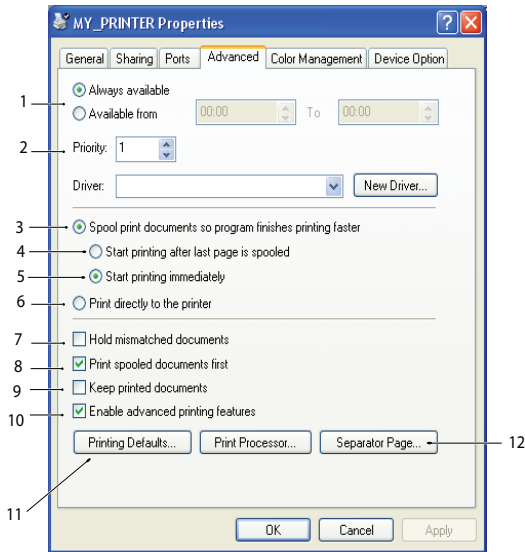 MY_PRINTER Properties
General Sharing Ports Advanced Color Management Device Option
1 Always available
Available from 00:00 To 00:00
2 Priority: 1
Driver: New Driver...
3 Spool print documents so program finishes printing faster
4 Start printing after last page is spooled
5 Start printing immediately
6 Print directly to the printer
7 Hold mismatched documents
8 Print spooled documents first
9 Keep printed documents
10 Enable advanced printing features
Printing Defaults... Print Processor... Separator Page... 12
11
OK Cancel Apply